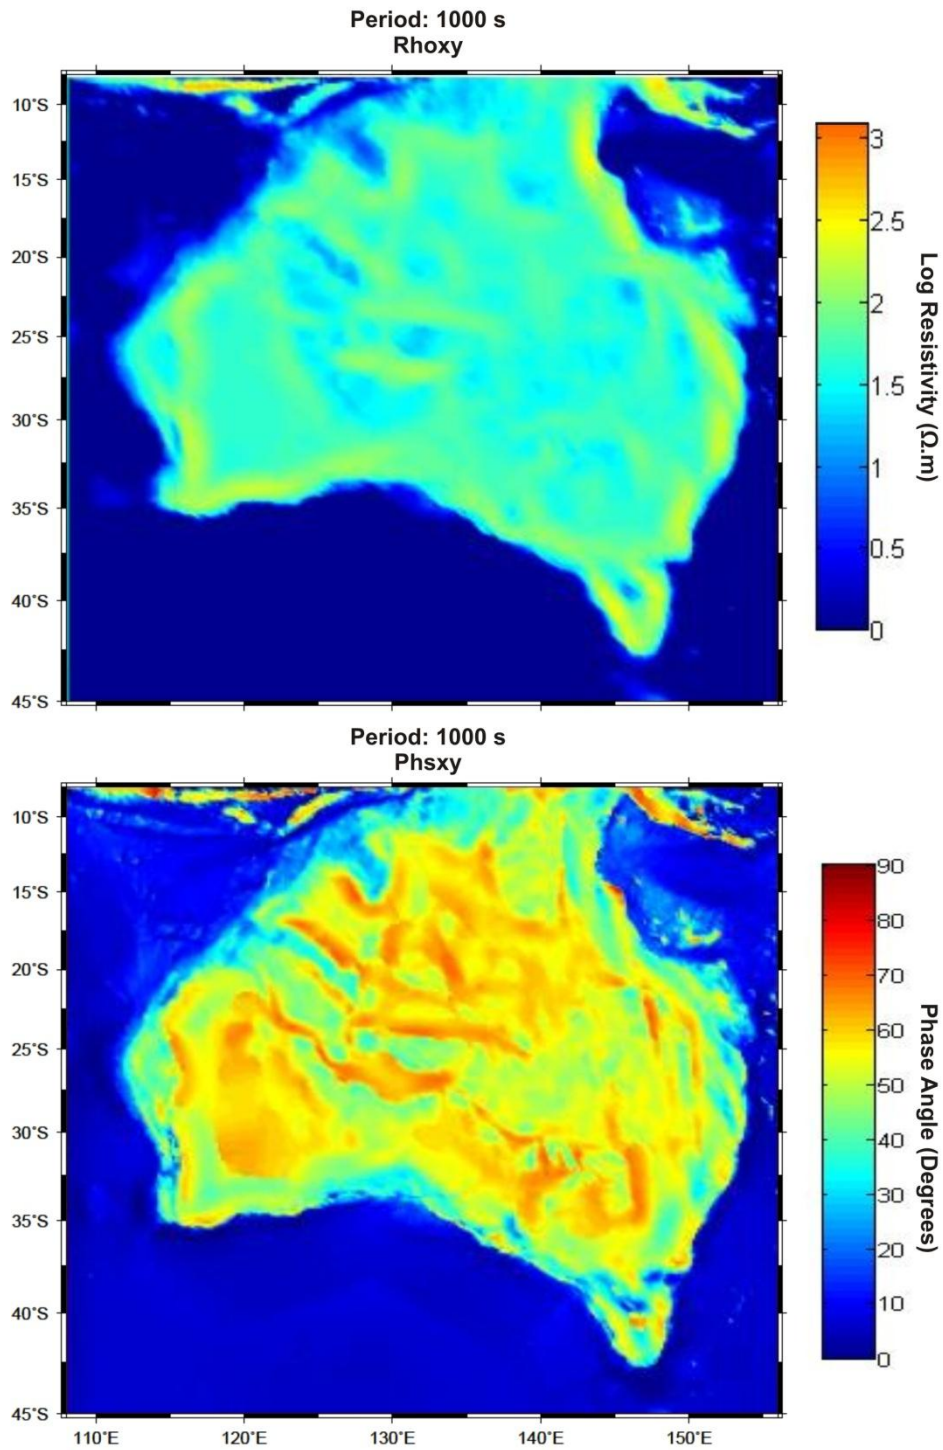 Period: 1000 s
Rhoxy
10°S
15°S
20°S
25°S
30°S
35°S
40°S
45°S
3
2.5
2
1.5
1
0.5
0
Log Resistivity (Ω.m)
Period: 1000 s
Phsxy
10°S
15°S
20°S
25°S
30°S
35°S
40°S
45°S
110°E
120°E
130°E
140°E
150°E
90
80
70
60
50
40
30
20
10
0
Phase Angle (Degrees)